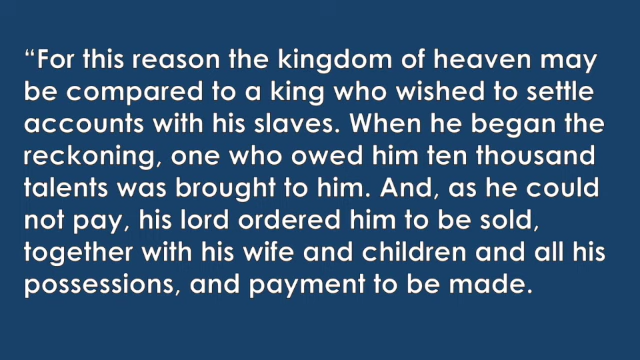 “For this reason the kingdom of heaven may
be compared to a king who wished to settle
accounts with his slaves. When he began the
reckoning, one who owed him ten thousand
talents was brought to him. And, as he could
not pay, his lord ordered him to be sold,
together with his wife and children and all his
possessions, and payment to be made.